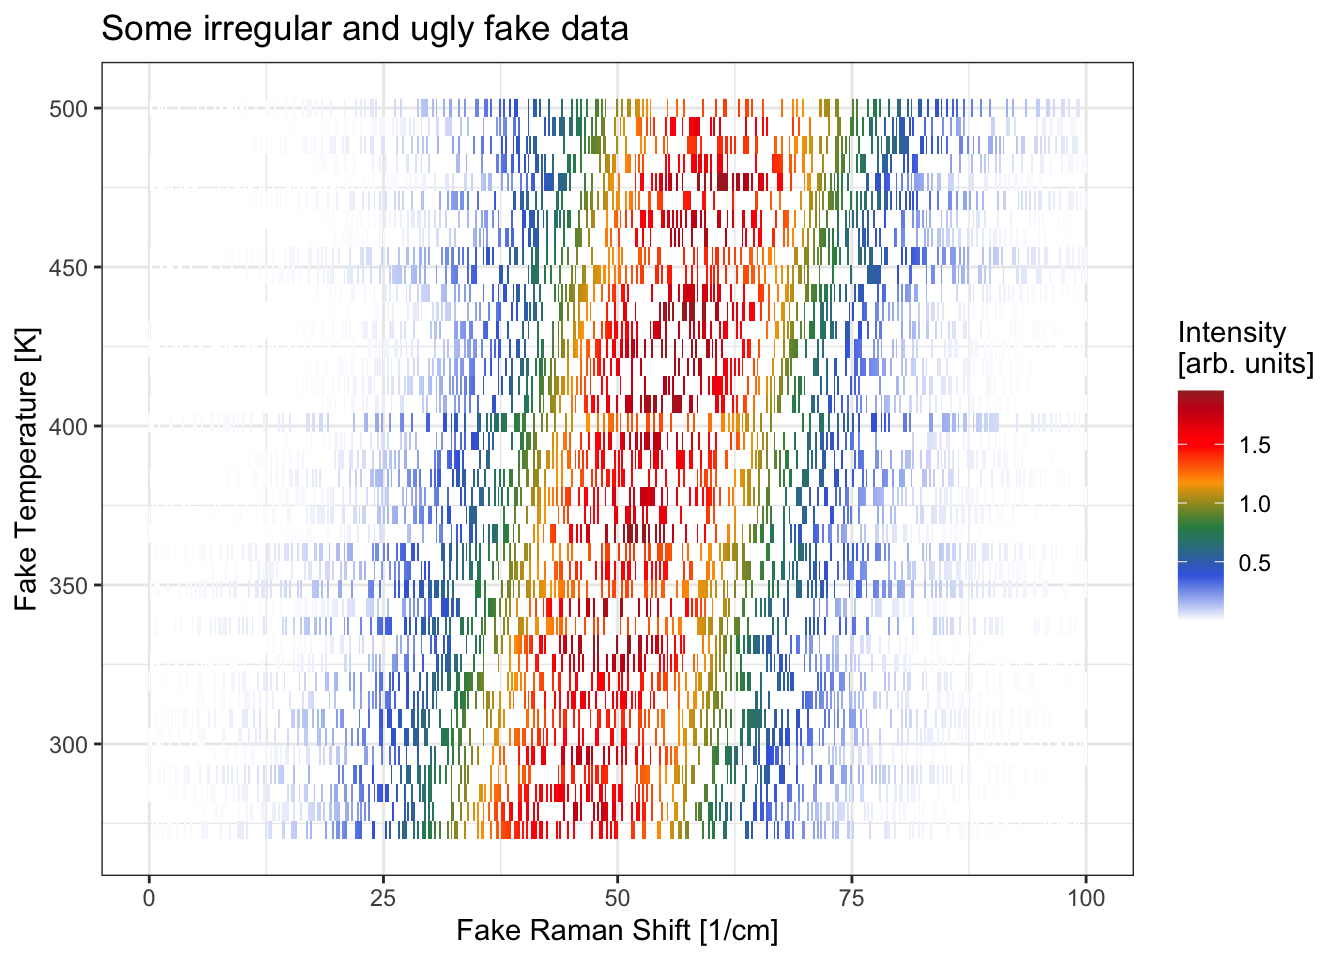 Some irregular and ugly fake data
500
450
400
350
300
Fake Temperature [K]
0
25
50
75
100
Fake Raman Shift [1/cm]
Intensity
[arb. units]
1.5
1.0
0.5